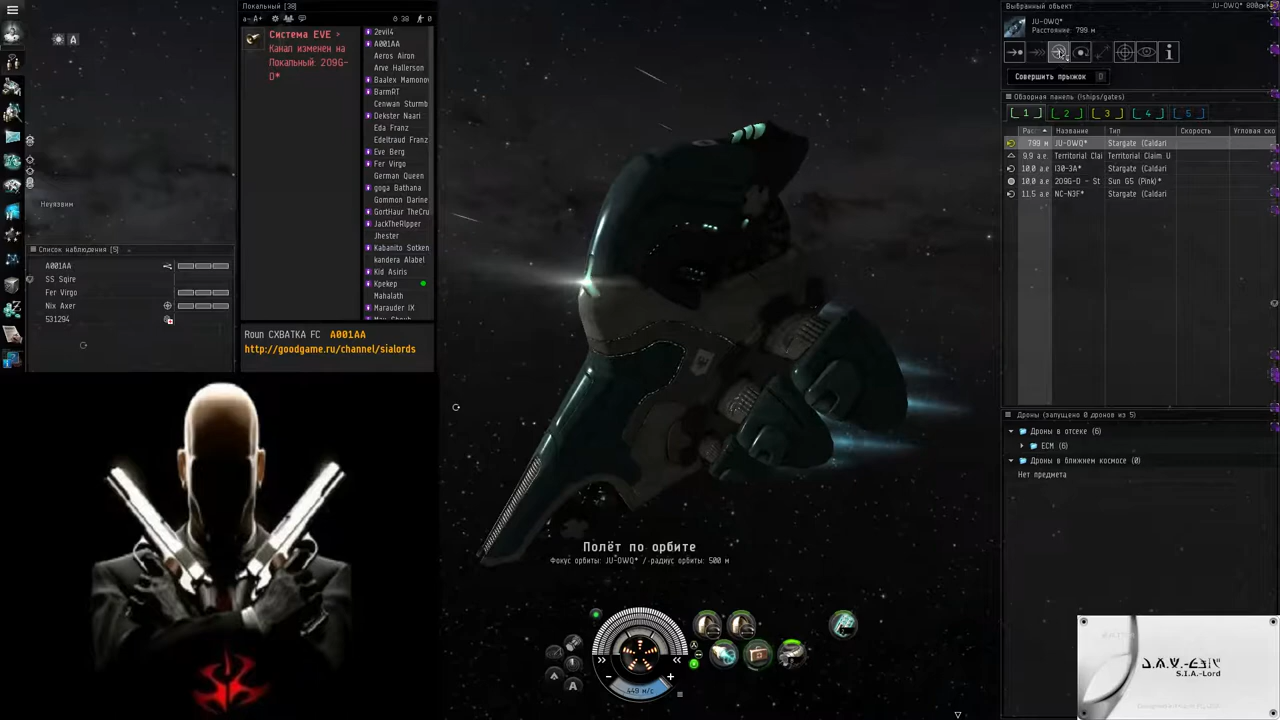 Локальный [38]
38
0
Система EVE >
Канал изменен на
Локальный: 2O9G-
D*
2evil4
A001AA
Aeros Airon
Arve Hallerson
Baalex Mamonov
BarmRT
Cenwan Sturmb
Dekster Naari
Eda Franz
Edeltraud Franz
Eve Berg
Fer Virgo
German Queen
goga Bathana
Gommon Darine
GortHaur TheCru
JackTheRIpper
Jhester
Kabanito Sotken
kandera Alabel
Kid Asiris
Kpekep
Mahalath
Marauder IX
Неуязвим
Список наблюдения [5]
A001AA
SS Sgire
Fer Virgo
Nix Axer
531294
Roun СХВАТКА FC A001AA
http://goodgame.ru/channel/sialords
Полёт по орбите
Фокус орбиты: JU-OWQ* / радиус орбиты: 500 м
449 м/с
A
Выбранный объект
JU-OWQ*
Расстояние: 799 м
Совершить прыжок D
Обзорная панель (!ships/gates)
[ 1 ] [ 2 ] [ 3 ] [ 4 ] [ 5 ]
Рас Название Тип Скорость Угловая ско
799 м JU-OWQ* Stargate (Caldari
9.9 а.е. Territorial Clai Territorial Claim U
10.0 а.е I30-3A* Stargate (Caldari
10.0 а.е 2O9G-D - St Sun G5 (Pink)*
11.5 а.е NC-N3F* Stargate (Caldari
Дроны (запущено 0 дронов из 5)
Дроны в отсеке (6)
ECM (6)
Дроны в ближнем космосе (0)
Нет предмета
S.I.A.-Lord